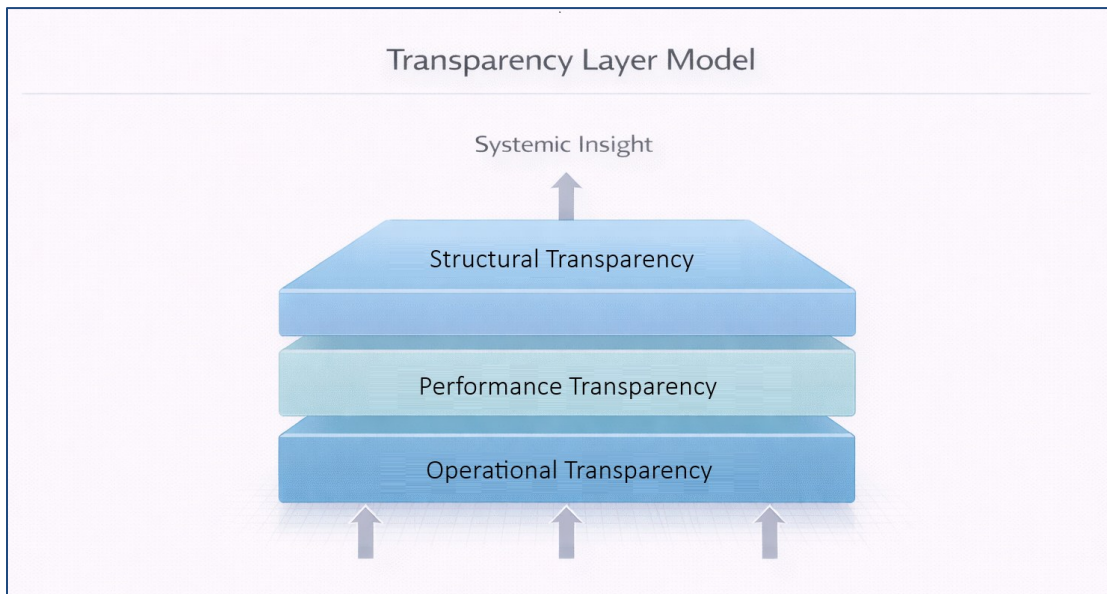 Transparency Layer Model
Systemic Insight
Structural Transparency
Performance Transparency
Operational Transparency